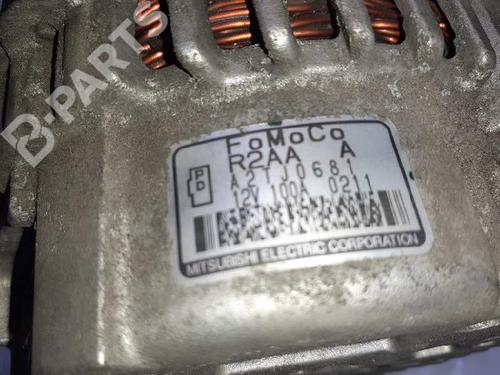 B-PARTS
FoMoCo
R2AA A
P
D
A2TJ0681
12V 100A 0211
MITSUBISHI ELECTRIC CORPORATION